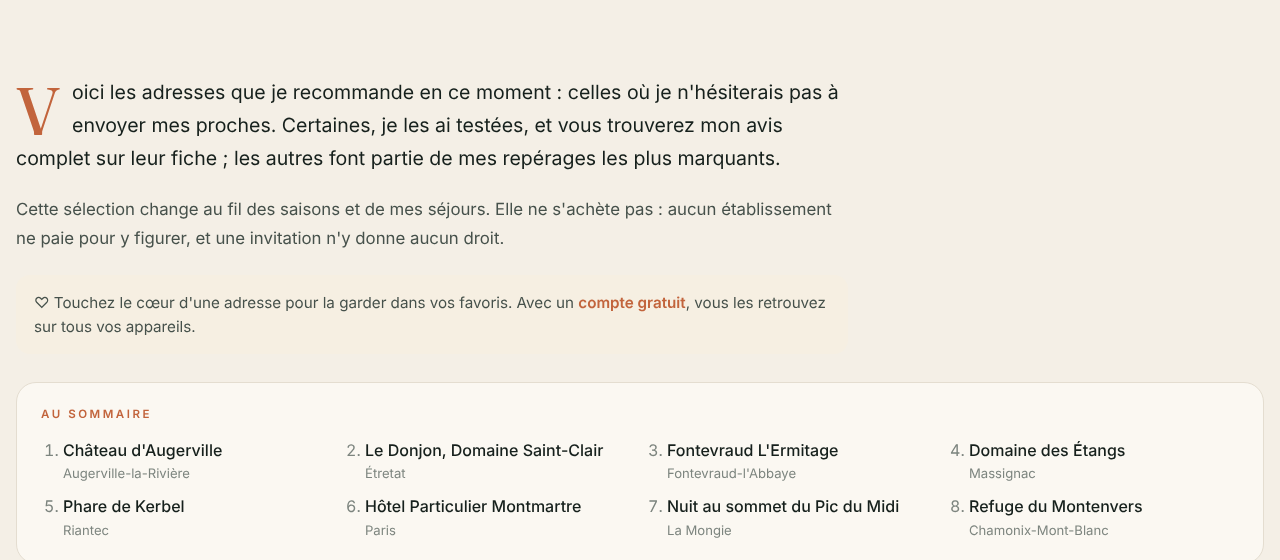 Voici les adresses que je recommande en ce moment : celles où je n'hésiterais pas à
envoyer mes proches. Certaines, je les ai testées, et vous trouverez mon avis
complet sur leur fiche ; les autres font partie de mes repérages les plus marquants.
Cette sélection change au fil des saisons et de mes séjours. Elle ne s'achète pas : aucun établissement
ne paie pour y figurer, et une invitation n'y donne aucun droit.
♡ Touchez le cœur d'une adresse pour la garder dans vos favoris. Avec un compte gratuit, vous les retrouvez
sur tous vos appareils.
AU SOMMAIRE
1. Château d'Augerville
Augerville-la-Rivière
2. Le Donjon, Domaine Saint-Clair
Étretat
3. Fontevraud L'Ermitage
Fontevraud-l'Abbaye
4. Domaine des Étangs
Massignac
5. Phare de Kerbel
Riantec
6. Hôtel Particulier Montmartre
Paris
7. Nuit au sommet du Pic du Midi
La Mongie
8. Refuge du Montenvers
Chamonix-Mont-Blanc